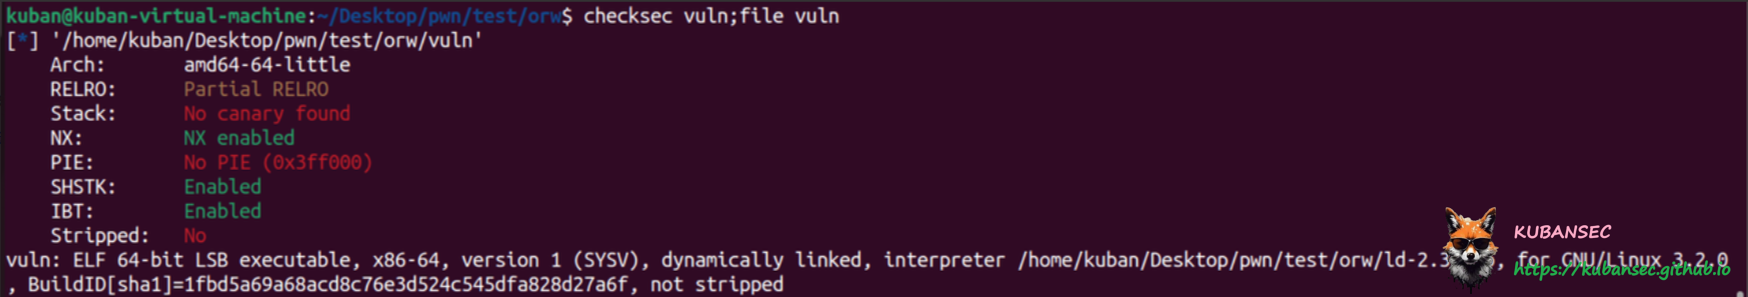 kuban@kuban-virtual-machine:~/Desktop/pwn/test/orw$ checksec vuln;file vuln
[*] '/home/kuban/Desktop/pwn/test/orw/vuln'
    Arch:       amd64-64-little
    RELRO:      Partial RELRO
    Stack:      No canary found
    NX:         NX enabled
    PIE:        No PIE (0x3ff000)
    SHSTK:      Enabled
    IBT:        Enabled
    Stripped:   No
vuln: ELF 64-bit LSB executable, x86-64, version 1 (SYSV), dynamically linked, interpreter /home/kuban/Desktop/pwn/test/orw/ld-2.3 , for GNU/Linux 3.2.0
, BuildID[sha1]=1fbd5a69a68acd8c76e3d524c545dfa828d27a6f, not stripped
KUBANSEC
https://kubansec.github.io